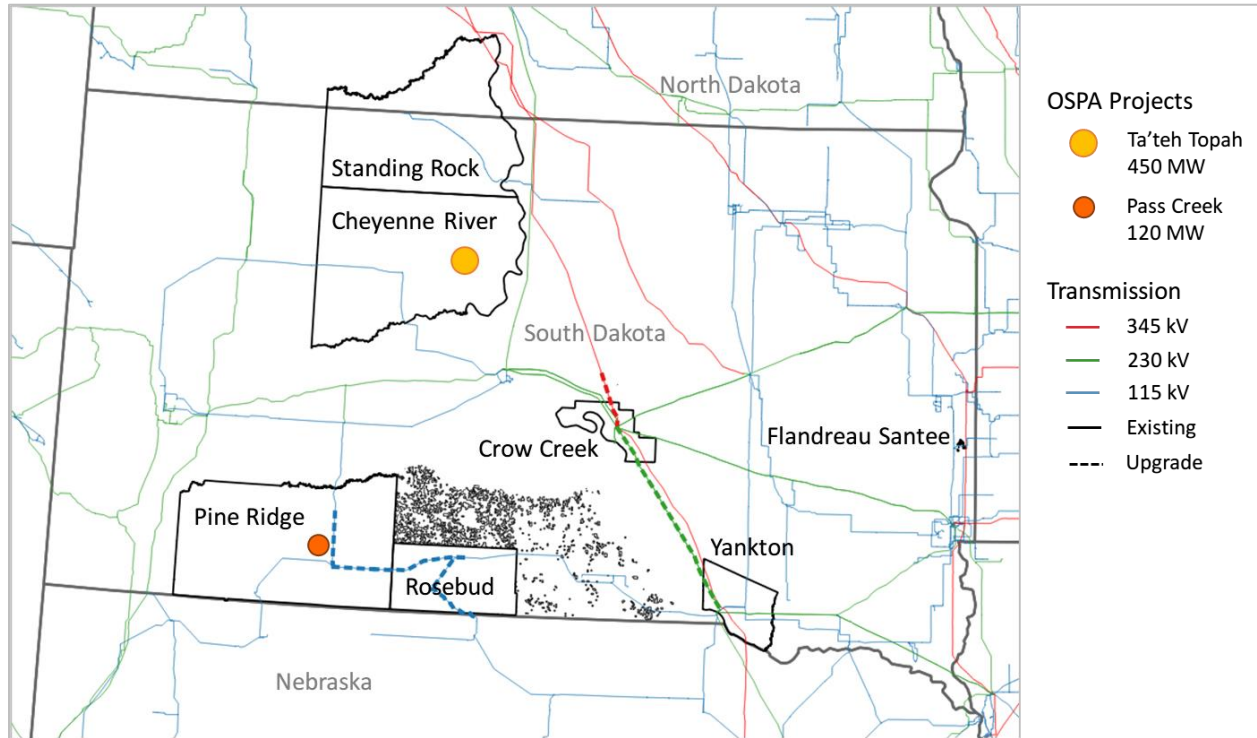 North Dakota
Standing Rock
Cheyenne River
South Dakota
Crow Creek
Flandreau Santee
Pine Ridge
Rosebud
Yankton
Nebraska
OSPA Projects
Ta'teh Topah
450 MW
Pass Creek
120 MW
Transmission
345 kV
230 kV
115 kV
Existing
Upgrade